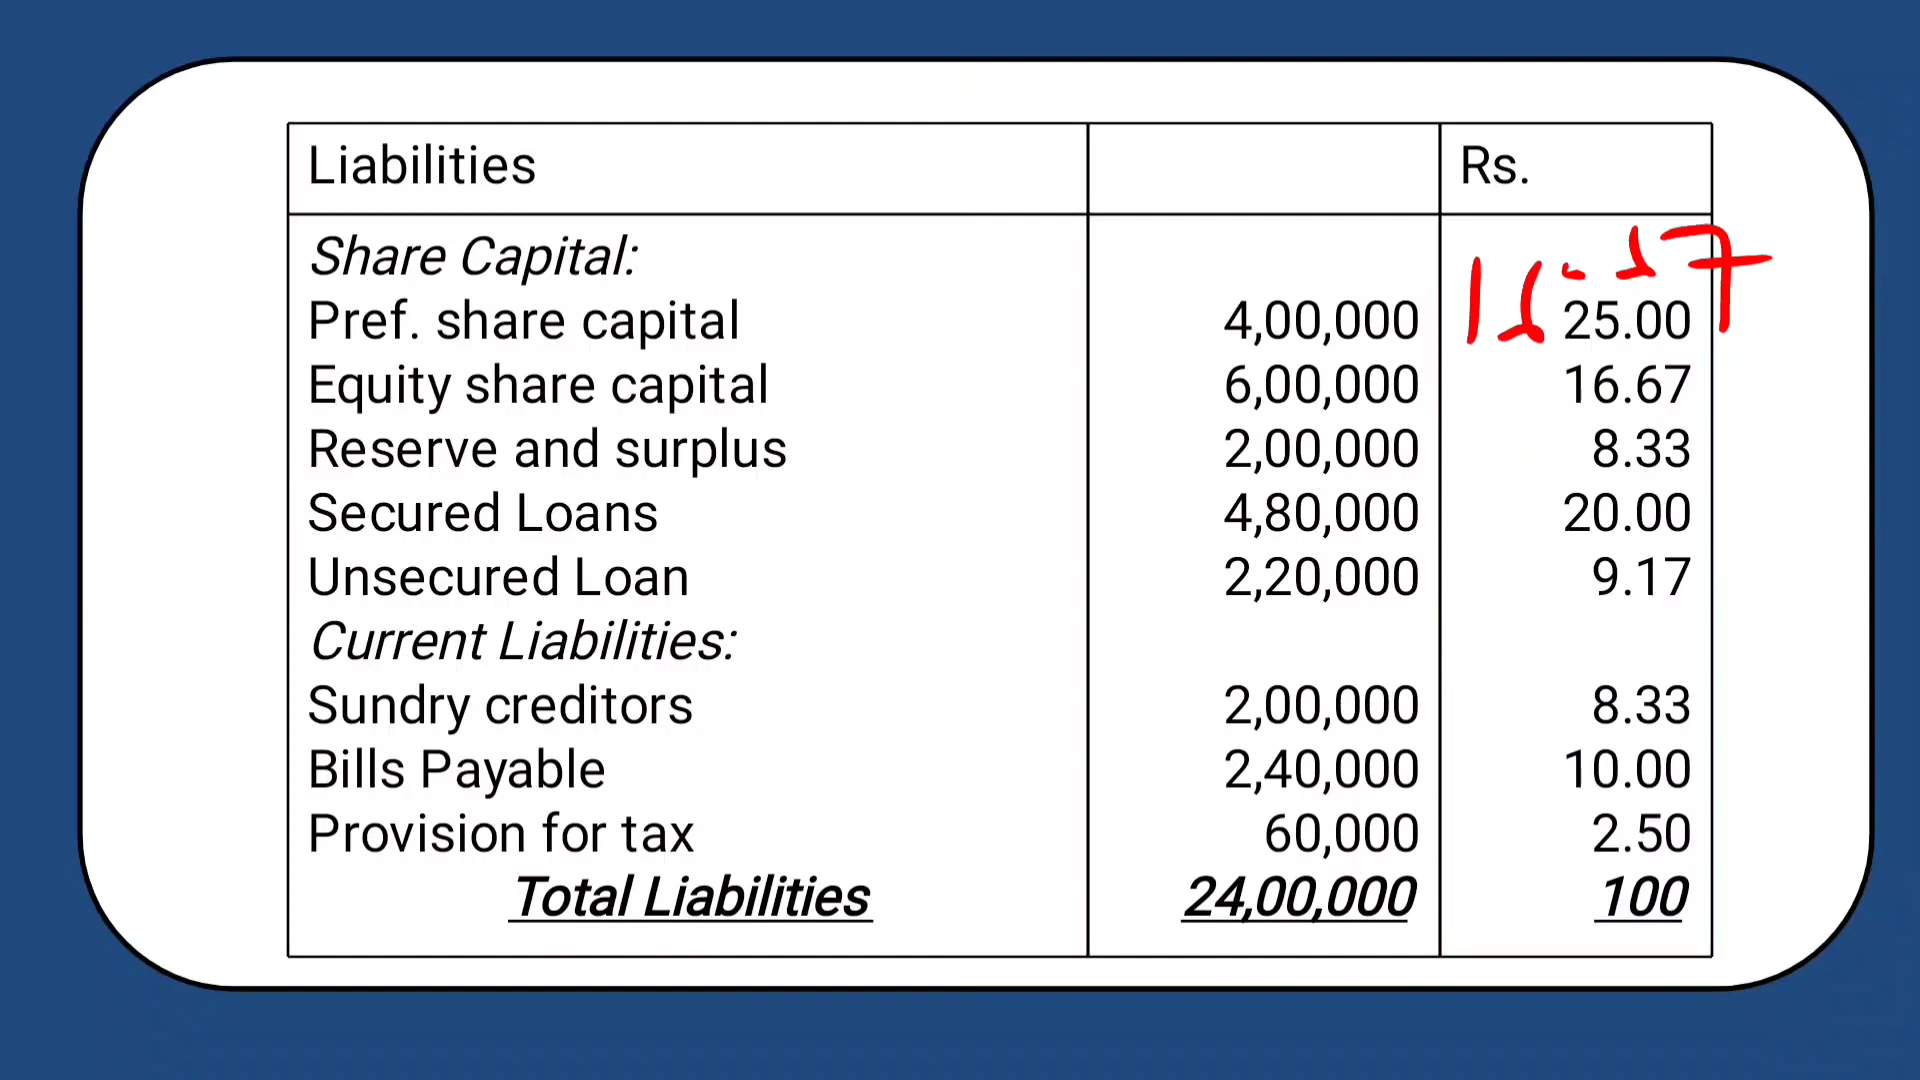 Liabilities Rs.
Share Capital:
Pref. share capital 4,00,000 25.00
Equity share capital 6,00,000 16.67
Reserve and surplus 2,00,000 8.33
Secured Loans 4,80,000 20.00
Unsecured Loan 2,20,000 9.17
Current Liabilities:
Sundry creditors 2,00,000 8.33
Bills Payable 2,40,000 10.00
Provision for tax 60,000 2.50
Total Liabilities 24,00,000 100